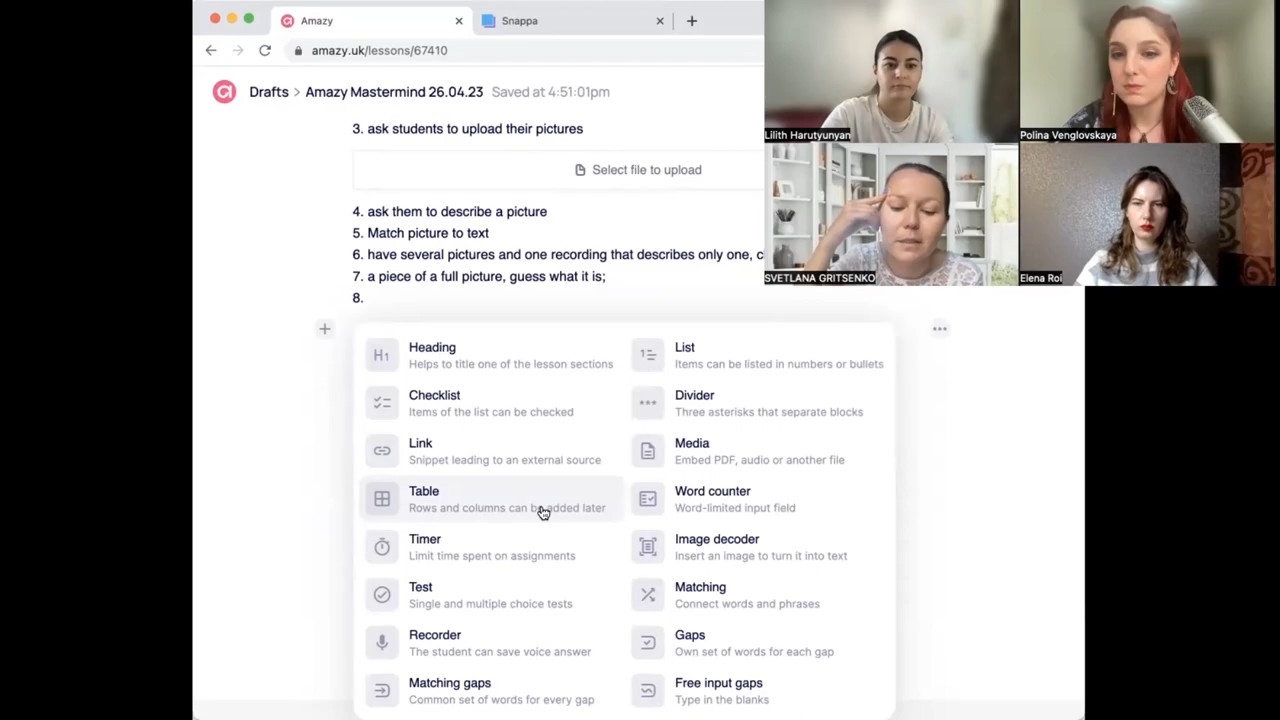 Amazy
Snappa
amazy.uk/lessons/67410
Drafts > Amazy Mastermind 26.04.23 Saved at 4:51:01pm
3. ask students to upload their pictures
Select file to upload
4. ask them to describe a picture
5. Match picture to text
6. have several pictures and one recording that describes only one, c
7. a piece of a full picture, guess what it is;
8.
Lilith Harutyunyan
Polina Venglovskaya
SVETLANA GRITSENKO
Elena Roi
H1
Heading
Helps to title one of the lesson sections
List
Items can be listed in numbers or bullets
Checklist
Items of the list can be checked
Divider
Three asterisks that separate blocks
Link
Snippet leading to an external source
Media
Embed PDF, audio or another file
Table
Rows and columns can be added later
Word counter
Word-limited input field
Timer
Limit time spent on assignments
Image decoder
Insert an image to turn it into text
Test
Single and multiple choice tests
Matching
Connect words and phrases
Recorder
The student can save voice answer
Gaps
Own set of words for each gap
Matching gaps
Common set of words for every gap
Free input gaps
Type in the blanks